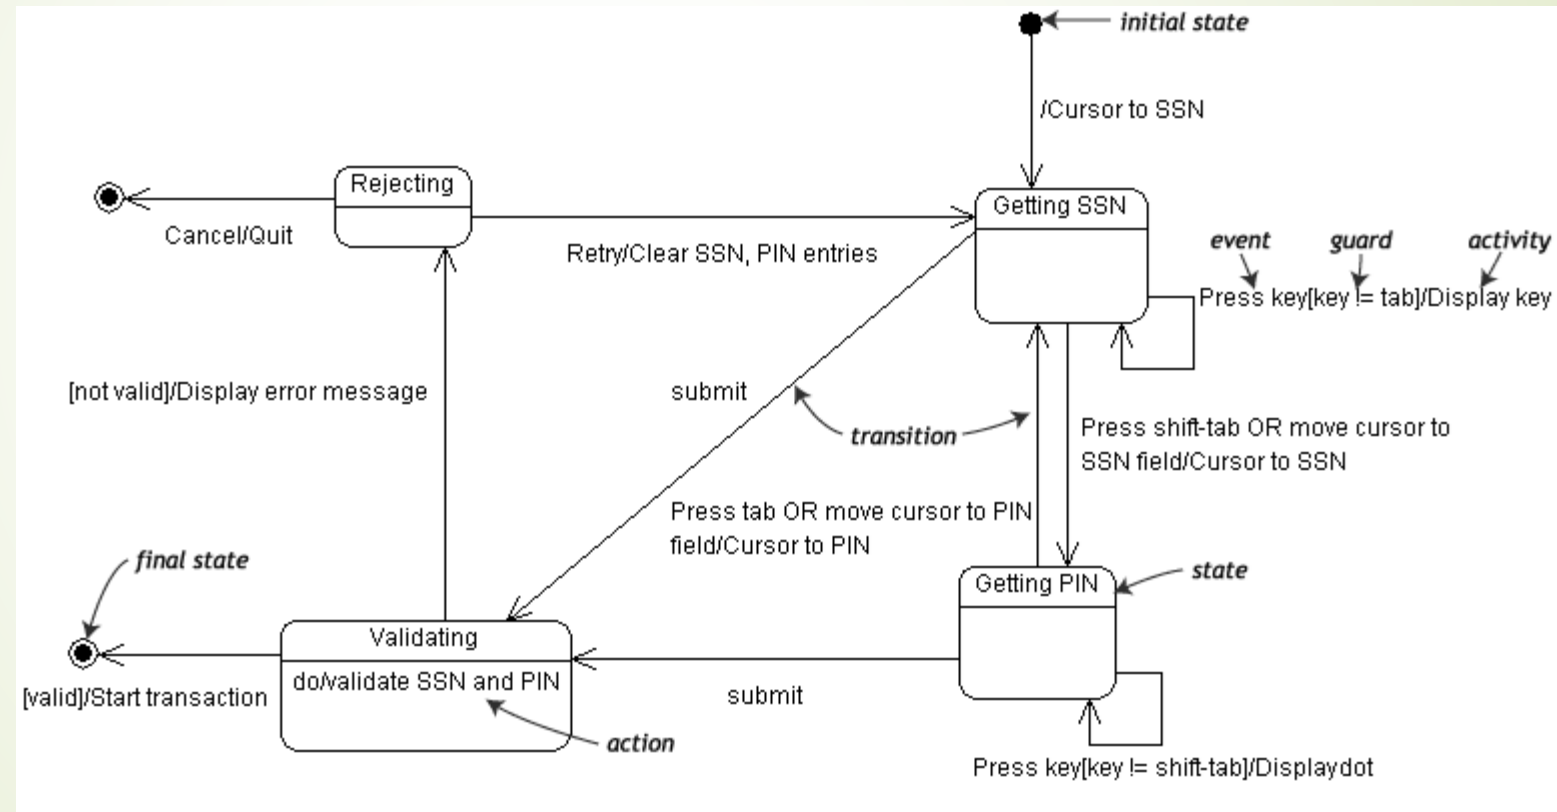 initial state
/Cursor to SSN
Rejecting
Getting SSN
Cancel/Quit
Retry/Clear SSN, PIN entries
event
guard
activity
Press key[key != tab]/Display key
[not valid]/Display error message
submit
transition
Press shift-tab OR move cursor to
SSN field/Cursor to SSN
Press tab OR move cursor to PIN
field/Cursor to PIN
final state
Getting PIN
state
Validating
do/validate SSN and PIN
[valid]/Start transaction
submit
action
Press key[key != shift-tab]/Displaydot